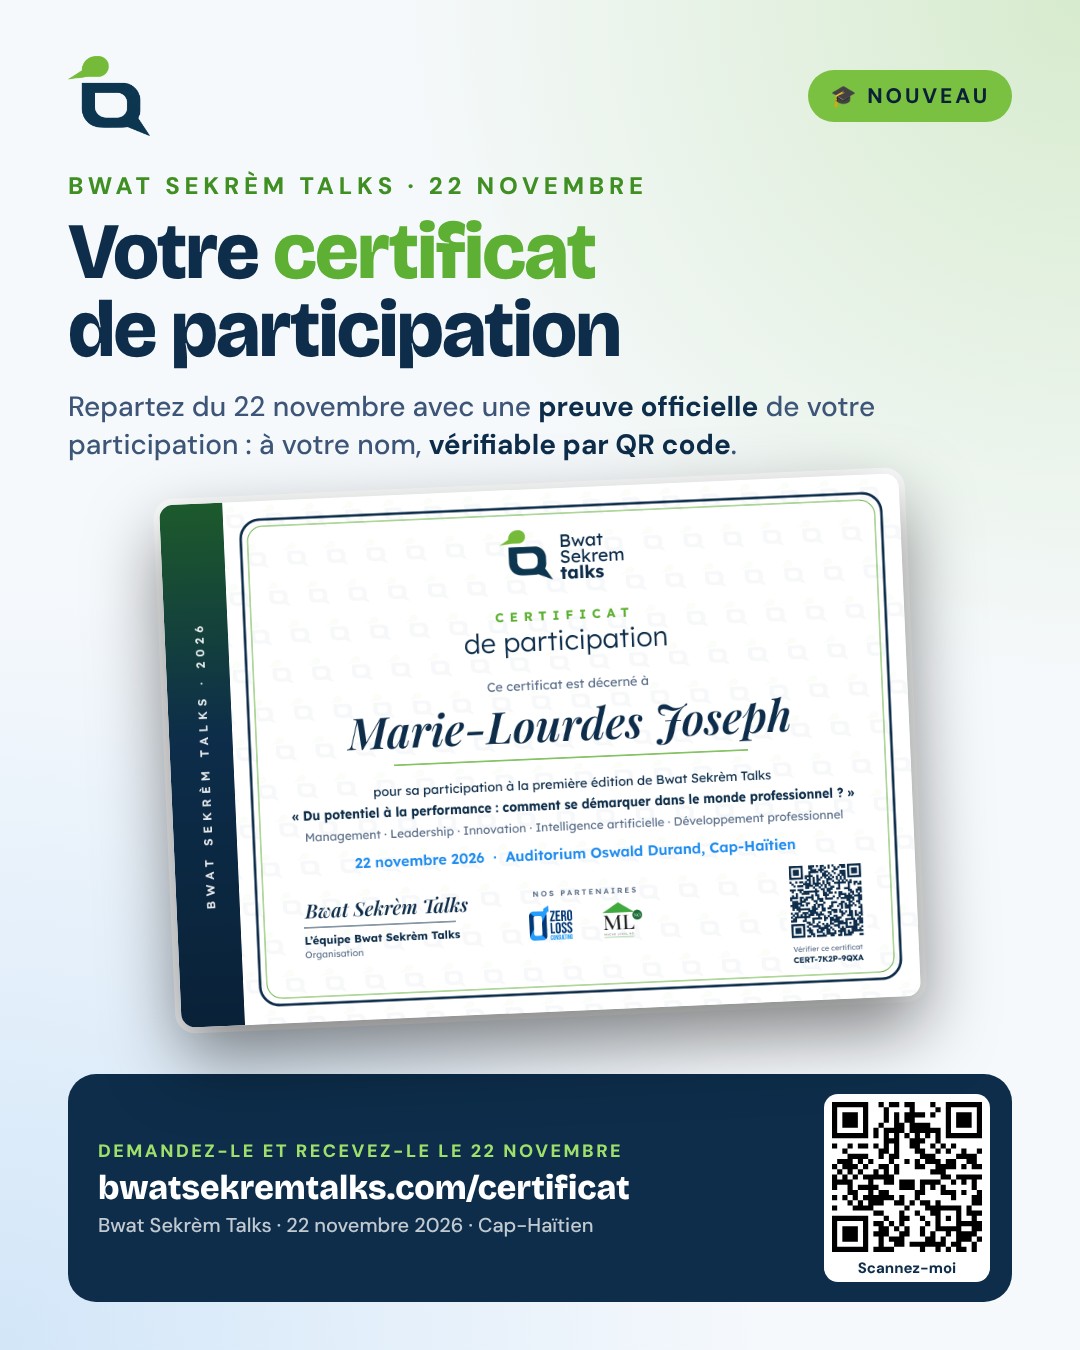 🎓 NOUVEAU
BWAT SEKRÈM TALKS · 22 NOVEMBRE
Votre certificat
de participation
Repartez du 22 novembre avec une preuve officielle de votre
participation : à votre nom, vérifiable par QR code.
BWAT SEKRÈM TALKS · 2026
Bwat
Sekrem
talks
CERTIFICAT
de participation
Ce certificat est décerné à
Marie-Lourdes Joseph
pour sa participation à la première édition de Bwat Sekrèm Talks
« Du potentiel à la performance : comment se démarquer dans le monde professionnel ? »
Management · Leadership · Innovation · Intelligence artificielle · Développement professionnel
22 novembre 2026 · Auditorium Oswald Durand, Cap-Haïtien
Bwat Sekrèm Talks
L'équipe Bwat Sekrèm Talks
Organisation
NOS PARTENAIRES
ZERO
LOSS
CONSULTING
ML
Vérifier ce certificat
CERT-7K2P-9QXA
DEMANDEZ-LE ET RECEVEZ-LE LE 22 NOVEMBRE
bwatsekremtalks.com/certificat
Bwat Sekrèm Talks · 22 novembre 2026 · Cap-Haïtien
Scannez-moi